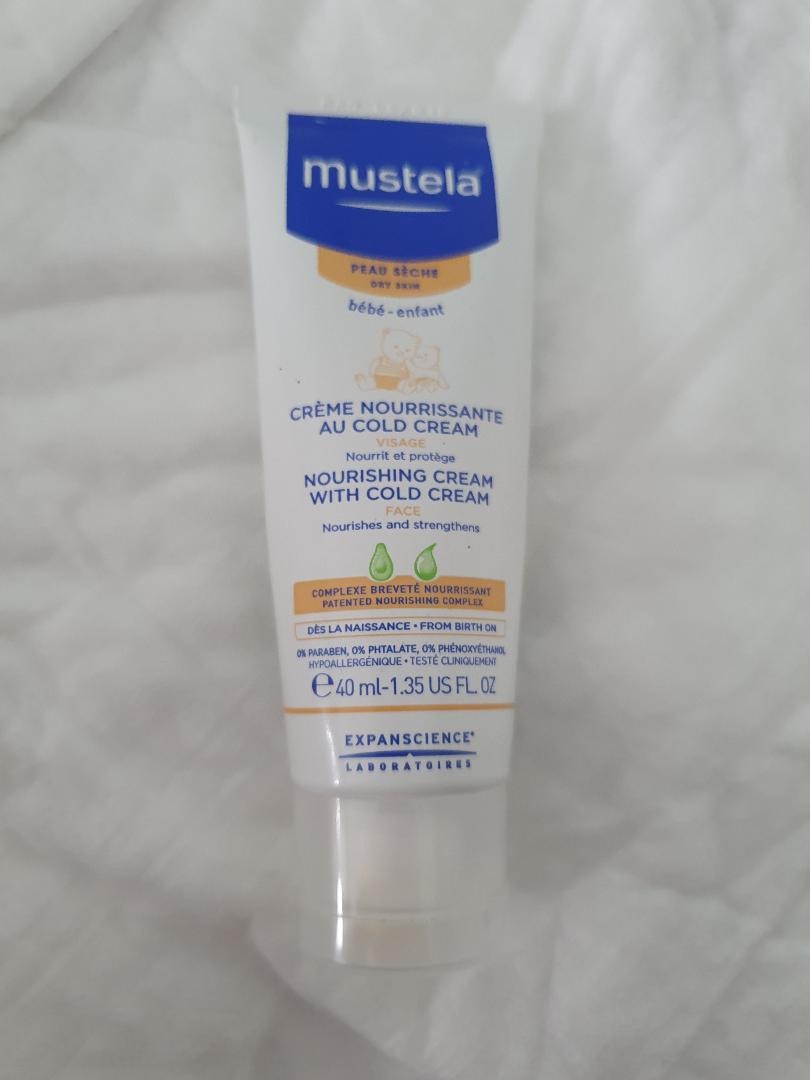 mustela
PEAU SÈCHE
DRY SKIN
bébé-enfant
CRÈME NOURRISSANTE
AU COLD CREAM
VISAGE
Nourrit et protège
NOURISHING CREAM
WITH COLD CREAM
FACE
Nourishes and strengthens
COMPLEXE BREVETÉ NOURRISSANT
PATENTED NOURISHING COMPLEX
DÈS LA NAISSANCE • FROM BIRTH ON
0% PARABEN, 0% PHTALATE, 0% PHÉNOXYÉTHANOL
HYPOALLERGÉNIQUE • TESTÉ CLINIQUEMENT
℮ 40 ml-1.35 US FL. OZ
EXPANSCIENCE®
LABORATOIRES